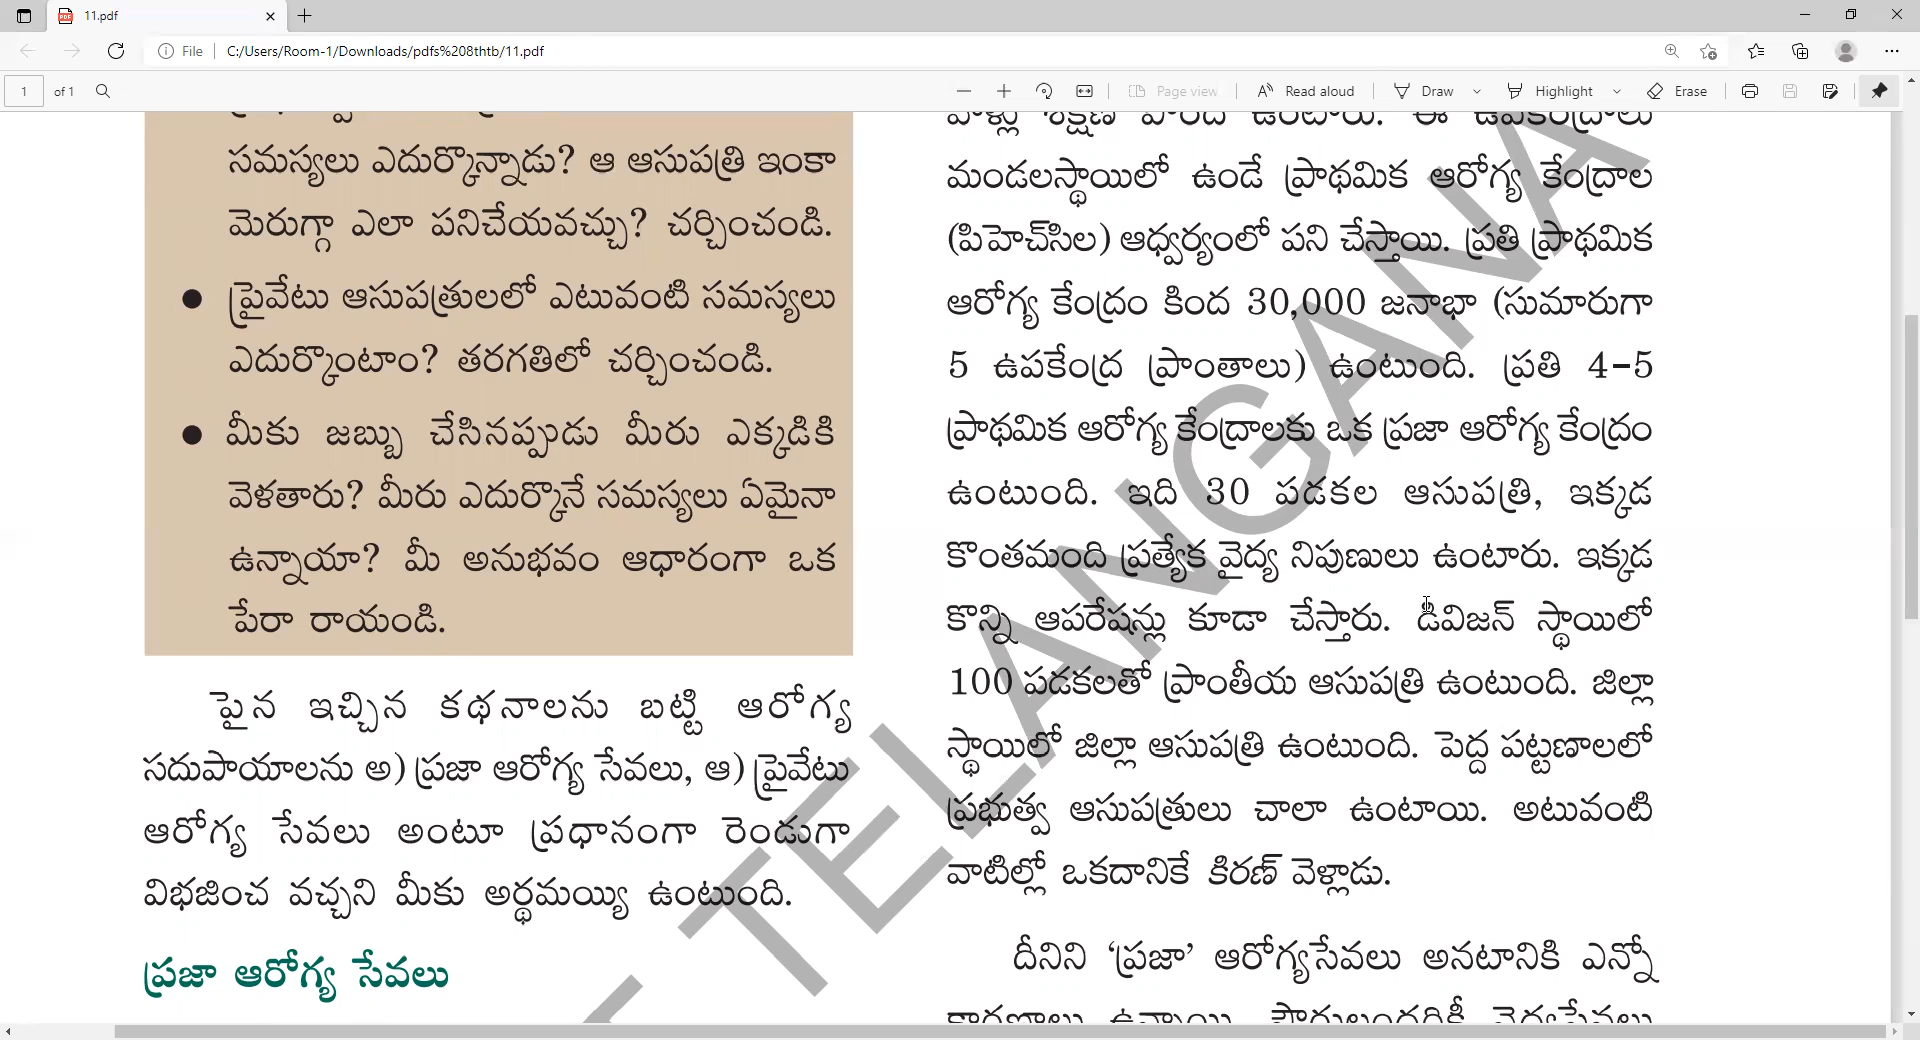 11.pdf
File
C:/Users/Room-1/Downloads/pdfs%208thtb/11.pdf
1 of 1
Page view
Read aloud
Draw
Highlight
Erase
సమస్యలు ఎదుర్కొన్నాడు? ఆ ఆసుపత్రి ఇంకా
మెరుగ్గా ఎలా పనిచేయవచ్చు? చర్చించండి.
● ప్రైవేటు ఆసుపత్రులలో ఎటువంటి సమస్యలు
ఎదుర్కొంటాం? తరగతిలో చర్చించండి.
● మీకు జబ్బు చేసినప్పుడు మీరు ఎక్కడికి
వెళతారు? మీరు ఎదుర్కొనే సమస్యలు ఏమైనా
ఉన్నాయా? మీ అనుభవం ఆధారంగా ఒక
పేరా రాయండి.
పైన ఇచ్చిన కథనాలను బట్టి ఆరోగ్య
సదుపాయాలను అ) ప్రజా ఆరోగ్య సేవలు, ఆ) ప్రైవేటు
ఆరోగ్య సేవలు అంటూ ప్రధానంగా రెండుగా
విభజించ వచ్చని మీకు అర్థమయ్యి ఉంటుంది.
ప్రజా ఆరోగ్య సేవలు
వాళ్లు శిక్షణ పొంది ఉంటారు. ఈ ఉపకేంద్రాలు
మండలస్థాయిలో ఉండే ప్రాథమిక ఆరోగ్య కేంద్రాల
(పిహెచ్‌సిల) ఆధ్వర్యంలో పని చేస్తాయి. ప్రతి ప్రాథమిక
ఆరోగ్య కేంద్రం కింద 30,000 జనాభా (సుమారుగా
5 ఉపకేంద్ర ప్రాంతాలు) ఉంటుంది. ప్రతి 4-5
ప్రాథమిక ఆరోగ్య కేంద్రాలకు ఒక ప్రజా ఆరోగ్య కేంద్రం
ఉంటుంది. ఇది 30 పడకల ఆసుపత్రి, ఇక్కడ
కొంతమంది ప్రత్యేక వైద్య నిపుణులు ఉంటారు. ఇక్కడ
కొన్ని ఆపరేషన్లు కూడా చేస్తారు. డివిజన్ స్థాయిలో
100 పడకలతో ప్రాంతీయ ఆసుపత్రి ఉంటుంది. జిల్లా
స్థాయిలో జిల్లా ఆసుపత్రి ఉంటుంది. పెద్ద పట్టణాలలో
ప్రభుత్వ ఆసుపత్రులు చాలా ఉంటాయి. అటువంటి
వాటిల్లో ఒకదానికే కిరణ్ వెళ్లాడు.
దీనిని ‘ప్రజా’ ఆరోగ్యసేవలు అనటానికి ఎన్నో
కారణాలు ఉన్నాయి. పౌరులందరికీ వైద్యసేవలు
TELANGANA